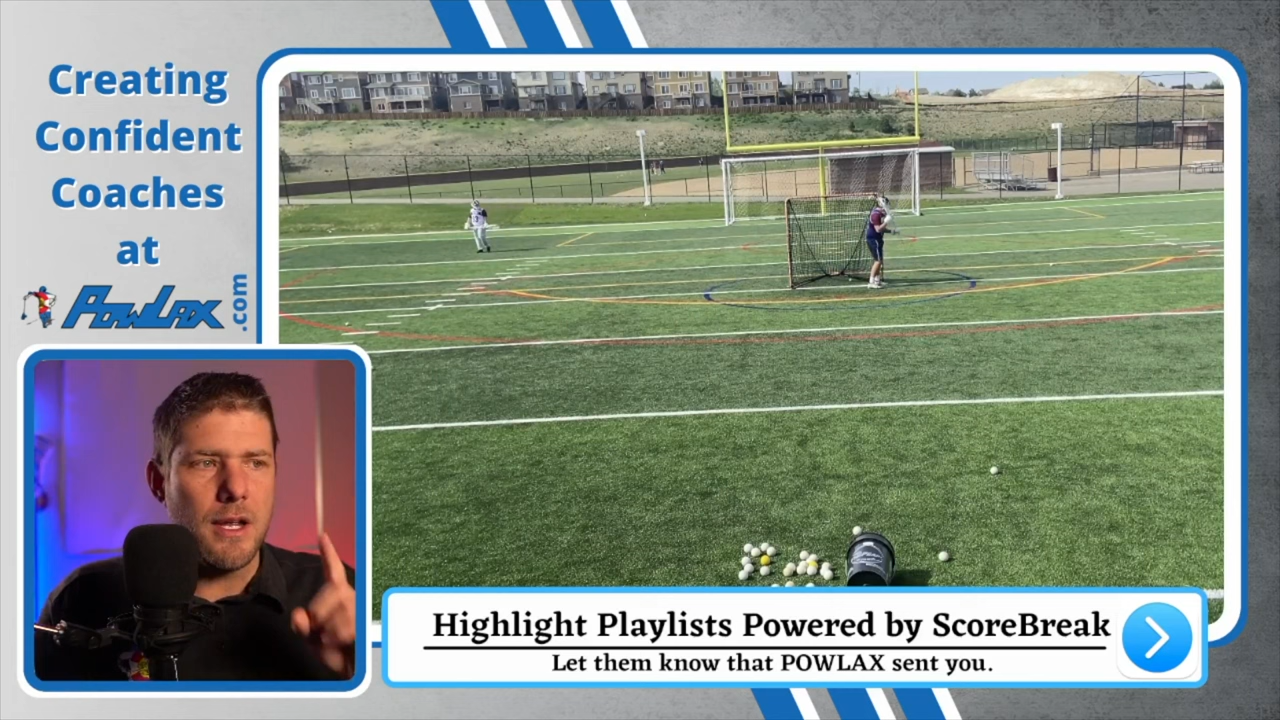 Creating
Confident
Coaches
at
POWLAX
.com
Highlight Playlists Powered by ScoreBreak
Let them know that POWLAX sent you.